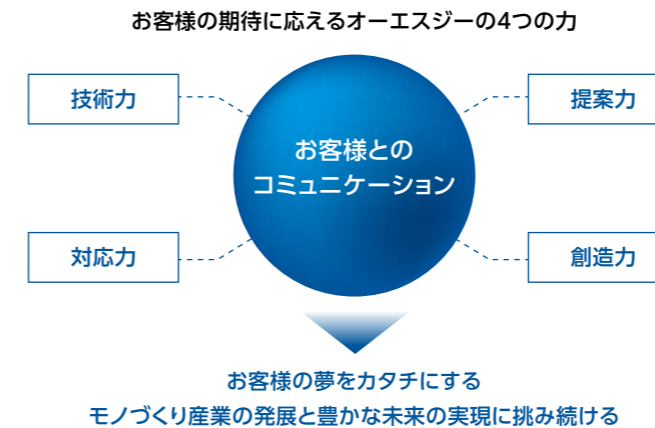 お客様の期待に応えるオーエスジーの4つの力
技術力
提案力
お客様との
コミュニケーション
対応力
創造力
お客様の夢をカタチにする
モノづくり産業の発展と豊かな未来の実現に挑み続ける